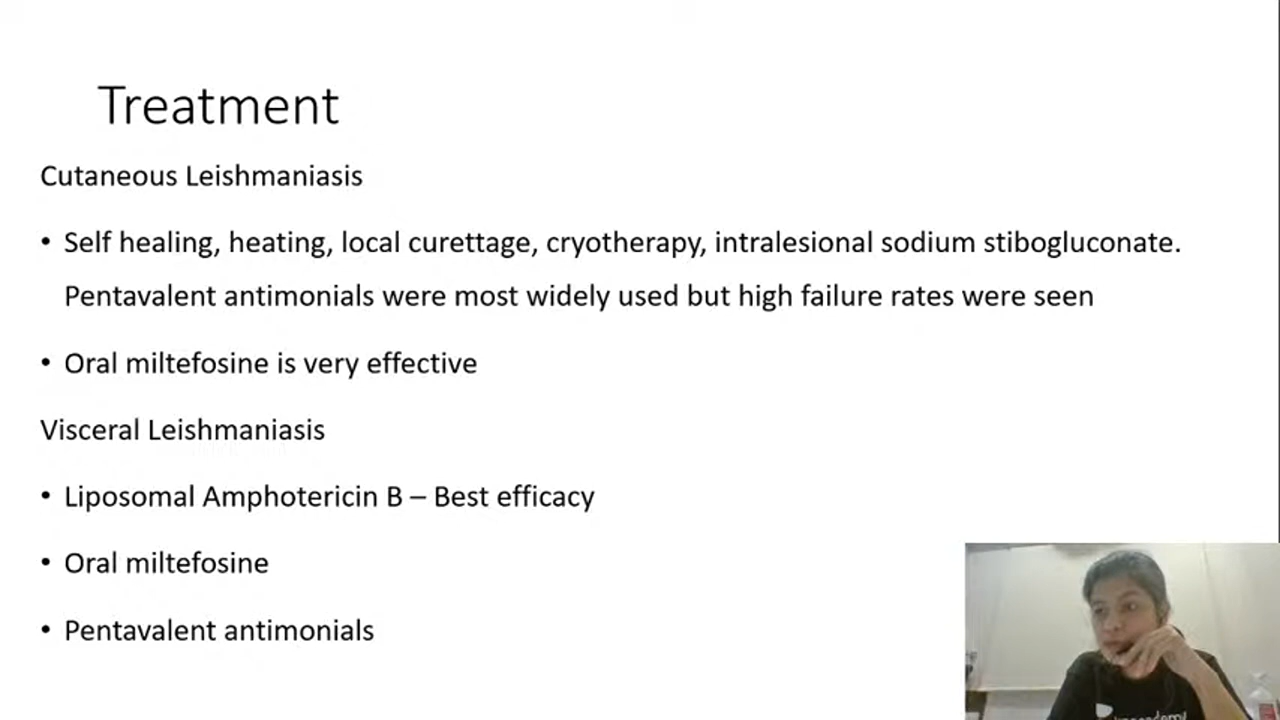 Treatment
Cutaneous Leishmaniasis
• Self healing, heating, local curettage, cryotherapy, intralesional sodium stibogluconate.
Pentavalent antimonials were most widely used but high failure rates were seen
• Oral miltefosine is very effective
Visceral Leishmaniasis
• Liposomal Amphotericin B – Best efficacy
• Oral miltefosine
• Pentavalent antimonials